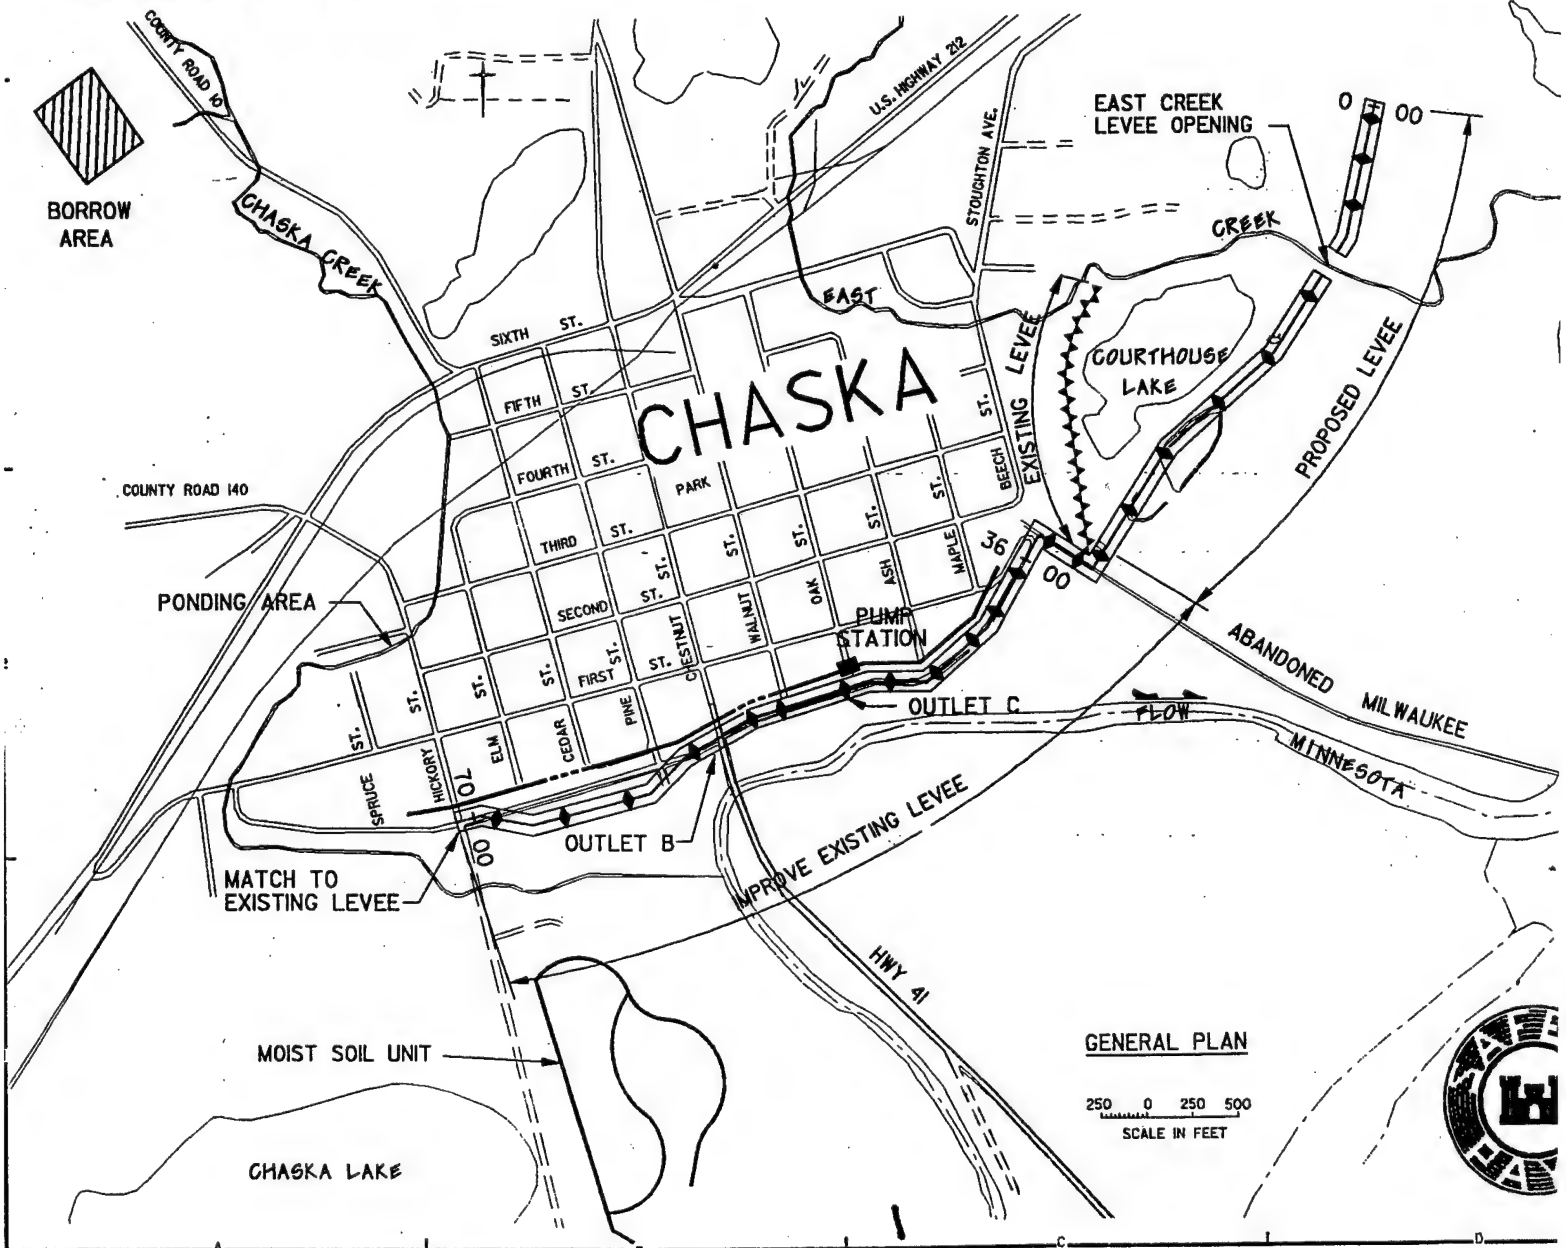 COUNTY ROAD 10
U.S. HIGHWAY 212
STOUGHTON AVE.
EAST CREEK
LEVEE OPENING
0 + 00
BORROW
AREA
CHASKA CREEK
CREEK
EAST
SIXTH ST.
EXISTING LEVEE
COURTHOUSE
LAKE
PROPOSED LEVEE
CHASKA
FIFTH ST.
FOURTH ST.
PARK
BEECH ST.
COUNTY ROAD 140
THIRD ST.
36 + 00
PONDING AREA
SECOND ST.
MAPLE ST.
ASH ST.
OAK ST.
WALNUT ST.
CHESTNUT ST.
PUMP
STATION
ABANDONED MILWAUKEE
FIRST ST.
PINE ST.
CEDAR ST.
ELM ST.
HICKORY ST.
SPRUCE ST.
OUTLET C
FLOW
MINNESOTA
70 + 00
OUTLET B
IMPROVE EXISTING LEVEE
MATCH TO
EXISTING LEVEE
HWY 41
MOIST SOIL UNIT
GENERAL PLAN
250 0 250 500
SCALE IN FEET
CHASKA LAKE
A
C
D